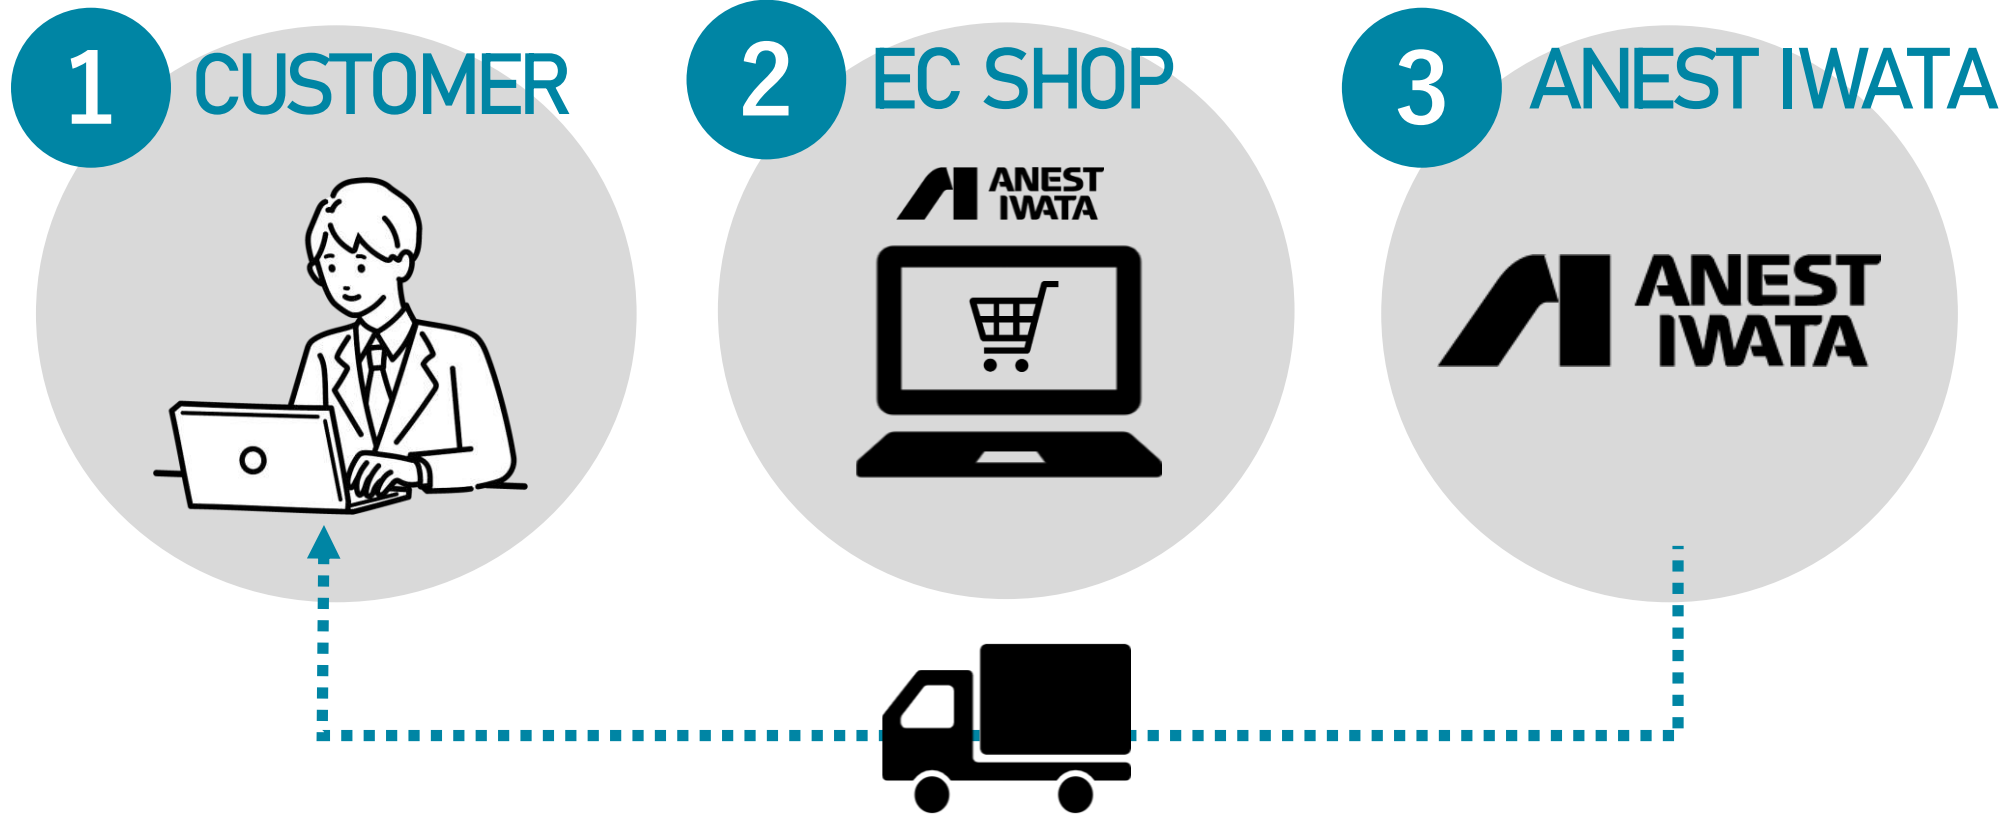 1 CUSTOMER
2 EC SHOP
ANEST
IWATA
3 ANEST IWATA
ANEST
IWATA